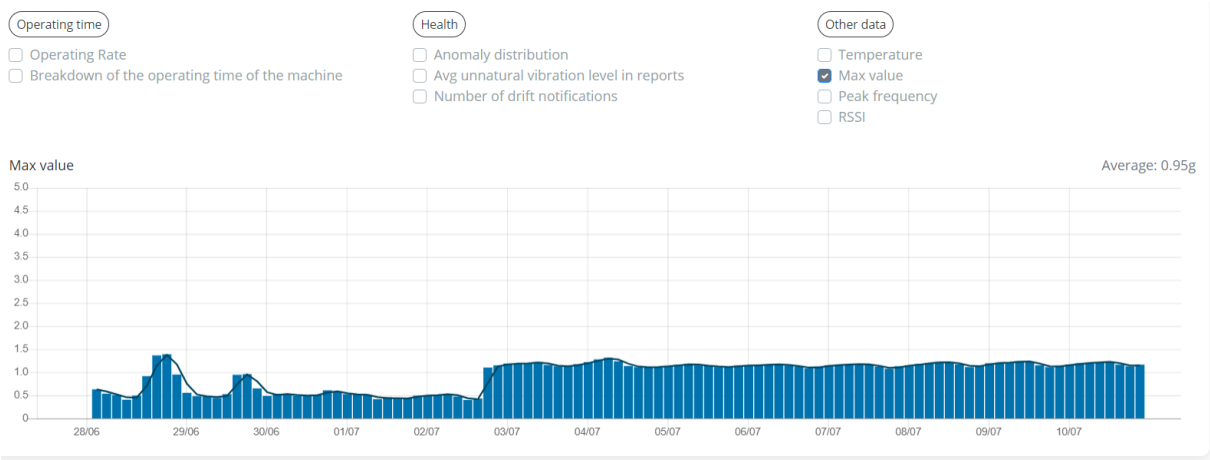 Operating time
Health
Other data
Operating Rate
Anomaly distribution
Temperature
Breakdown of the operating time of the machine
Avg unnatural vibration level in reports
Max value
Number of drift notifications
Peak frequency
RSSI
Max value
Average: 0.95g
5.0
4.5
4.0
3.5
3.0
2.5
2.0
1.5
1.0
0.5
0
28/06 29/06 30/06 01/07 02/07 03/07 04/07 05/07 06/07 07/07 08/07 09/07 10/07